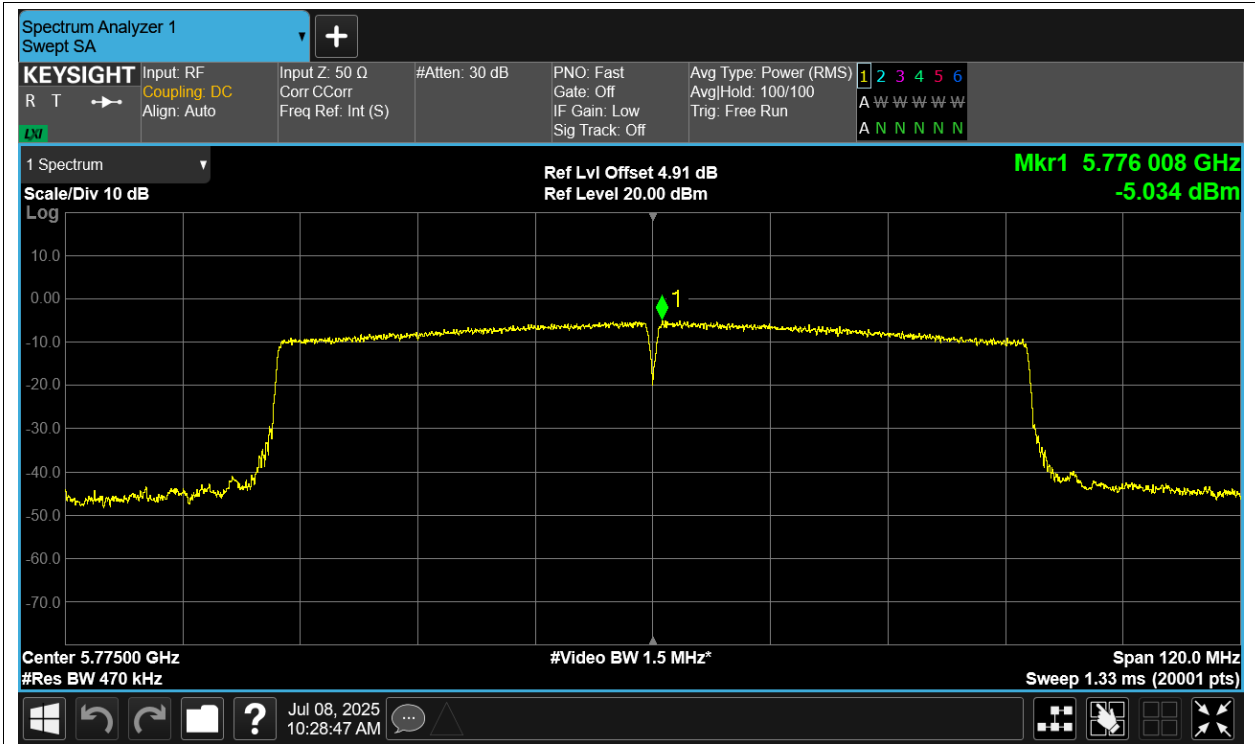 Spectrum Analyzer 1
Swept SA
KEYSIGHT
R T
LXI
Input: RF
Coupling: DC
Align: Auto
Input Z: 50 Ω
Corr CCorr
Freq Ref: Int (S)
#Atten: 30 dB
PNO: Fast
Gate: Off
IF Gain: Low
Sig Track: Off
Avg Type: Power (RMS)
Avg|Hold: 100/100
Trig: Free Run
1 2 3 4 5 6
A W W W W W
A N N N N N
1 Spectrum
Scale/Div 10 dB
Log
Ref Lvl Offset 4.91 dB
Ref Level 20.00 dBm
Mkr1 5.776 008 GHz
-5.034 dBm
10.0
0.00
-10.0
-20.0
-30.0
-40.0
-50.0
-60.0
-70.0
1
Center 5.77500 GHz
#Res BW 470 kHz
#Video BW 1.5 MHz*
Span 120.0 MHz
Sweep 1.33 ms (20001 pts)
?
Jul 08, 2025
10:28:47 AM